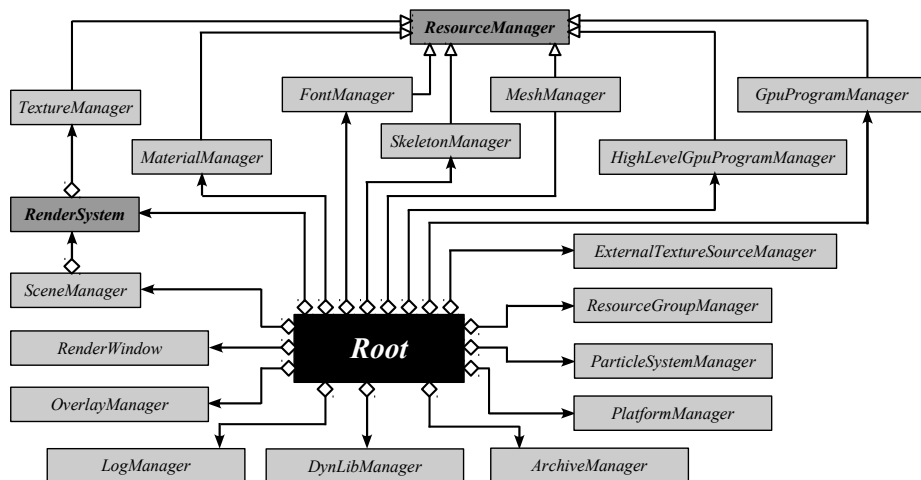 ResourceManager
TextureManager
FontManager
MeshManager
GpuProgramManager
MaterialManager
SkeletonManager
HighLevelGpuProgramManager
RenderSystem
ExternalTextureSourceManager
SceneManager
ResourceGroupManager
RenderWindow
Root
ParticleSystemManager
OverlayManager
PlatformManager
LogManager
DynLibManager
ArchiveManager